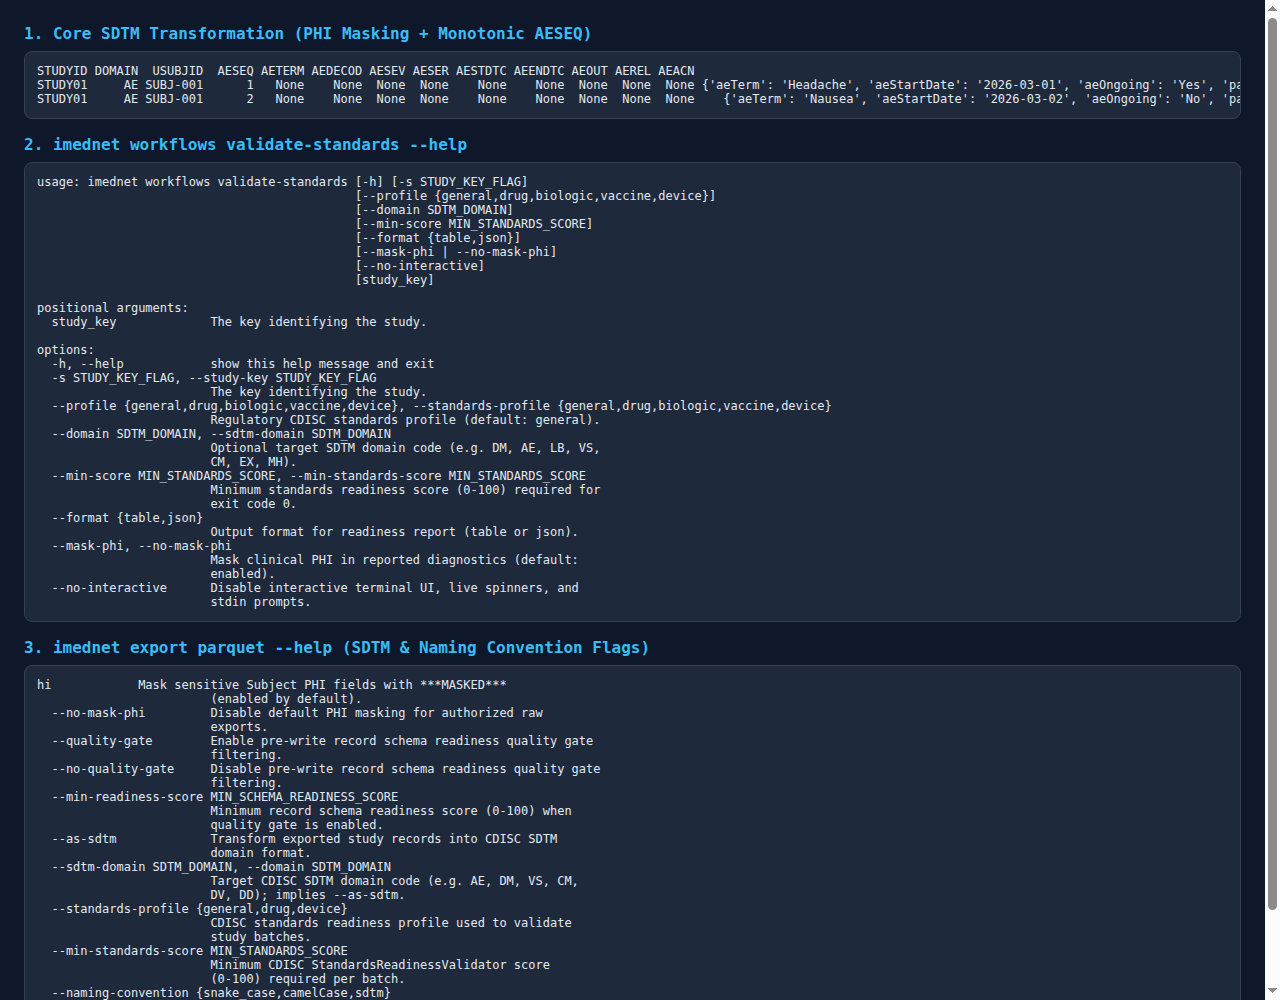 1. Core SDTM Transformation (PHI Masking + Monotonic AESEQ)
STUDYID DOMAIN  USUBJID  AESEQ AETERM AEDECOD AESEV AESER AESTDTC AEENDTC AEOUT AEREL AEACN
STUDY01     AE SUBJ-001      1   None    None  None  None    None    None  None  None  None {'aeTerm': 'Headache', 'aeStartDate': '2026-03-01', 'aeOngoing': 'Yes', 'pa
STUDY01     AE SUBJ-001      2   None    None  None  None    None    None  None  None  None    {'aeTerm': 'Nausea', 'aeStartDate': '2026-03-02', 'aeOngoing': 'No', 'pa
2. imednet workflows validate-standards --help
usage: imednet workflows validate-standards [-h] [-s STUDY_KEY_FLAG]
                                            [--profile {general,drug,biologic,vaccine,device}]
                                            [--domain SDTM_DOMAIN]
                                            [--min-score MIN_STANDARDS_SCORE]
                                            [--format {table,json}]
                                            [--mask-phi | --no-mask-phi]
                                            [--no-interactive]
                                            [study_key]
positional arguments:
  study_key             The key identifying the study.
options:
  -h, --help            show this help message and exit
  -s STUDY_KEY_FLAG, --study-key STUDY_KEY_FLAG
                        The key identifying the study.
  --profile {general,drug,biologic,vaccine,device}, --standards-profile {general,drug,biologic,vaccine,device}
                        Regulatory CDISC standards profile (default: general).
  --domain SDTM_DOMAIN, --sdtm-domain SDTM_DOMAIN
                        Optional target SDTM domain code (e.g. DM, AE, LB, VS,
                        CM, EX, MH).
  --min-score MIN_STANDARDS_SCORE, --min-standards-score MIN_STANDARDS_SCORE
                        Minimum standards readiness score (0-100) required for
                        exit code 0.
  --format {table,json}
                        Output format for readiness report (table or json).
  --mask-phi, --no-mask-phi
                        Mask clinical PHI in reported diagnostics (default:
                        enabled).
  --no-interactive      Disable interactive terminal UI, live spinners, and
                        stdin prompts.
3. imednet export parquet --help (SDTM & Naming Convention Flags)
hi            Mask sensitive Subject PHI fields with ***MASKED***
                        (enabled by default).
  --no-mask-phi         Disable default PHI masking for authorized raw
                        exports.
  --quality-gate        Enable pre-write record schema readiness quality gate
                        filtering.
  --no-quality-gate     Disable pre-write record schema readiness quality gate
                        filtering.
  --min-readiness-score MIN_SCHEMA_READINESS_SCORE
                        Minimum record schema readiness score (0-100) when
                        quality gate is enabled.
  --as-sdtm             Transform exported study records into CDISC SDTM
                        domain format.
  --sdtm-domain SDTM_DOMAIN, --domain SDTM_DOMAIN
                        Target CDISC SDTM domain code (e.g. AE, DM, VS, CM,
                        DV, DD); implies --as-sdtm.
  --standards-profile {general,drug,device}
                        CDISC standards readiness profile used to validate
                        study batches.
  --min-standards-score MIN_STANDARDS_SCORE
                        Minimum CDISC StandardsReadinessValidator score
                        (0-100) required per batch.
  --naming-convention {snake_case,camelCase,sdtm}